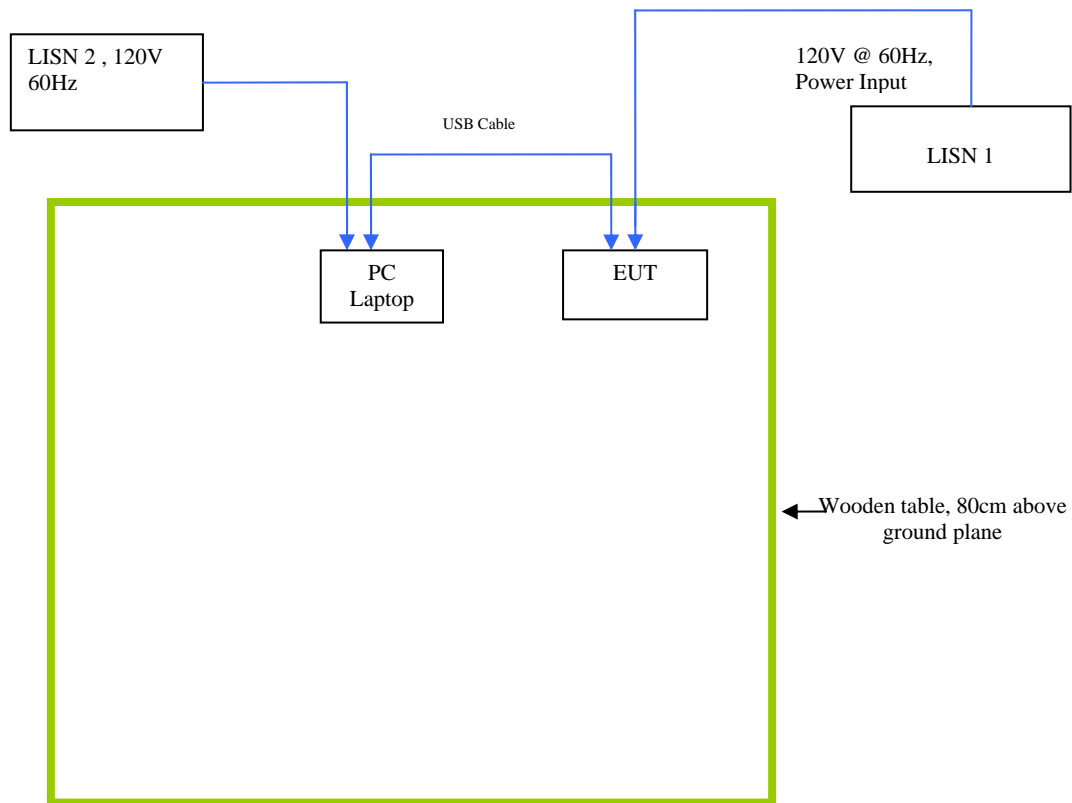 LISN 2 , 120V
60Hz
120V @ 60Hz,
Power Input
USB Cable
LISN 1
PC
Laptop
EUT
Wooden table, 80cm above
ground plane